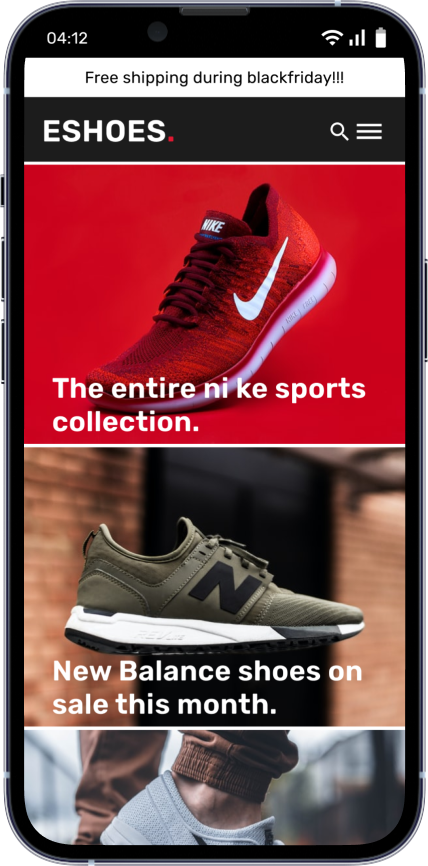 04:12
Free shipping during blackfriday!!!
ESHOES.
NIKE
The entire ni ke sports
collection.
N
New Balance shoes on
sale this month.